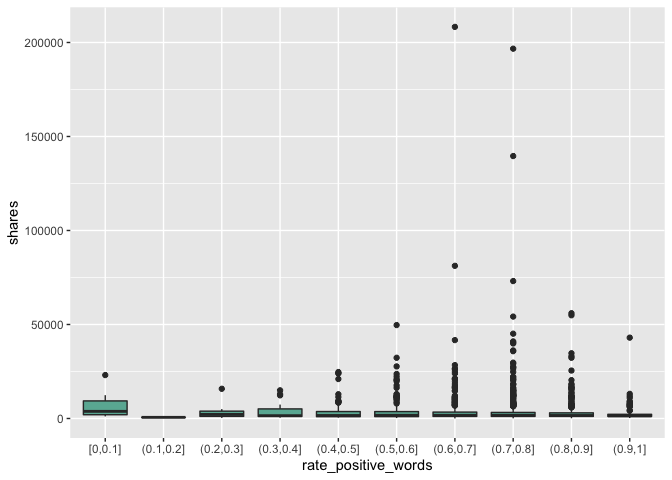 200000
150000
100000
50000
0
shares
[0,0.1] (0.1,0.2] (0.2,0.3] (0.3,0.4] (0.4,0.5] (0.5,0.6] (0.6,0.7] (0.7,0.8] (0.8,0.9] (0.9,1]
rate_positive_words